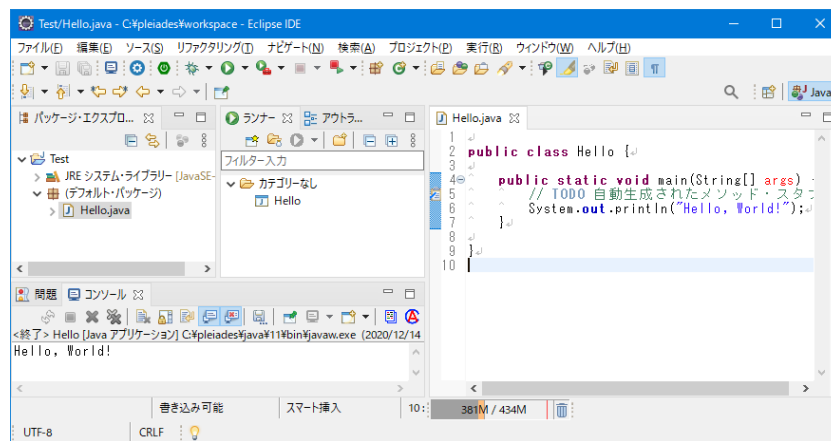 Test/Hello.java - C:¥pleiades¥workspace - Eclipse IDE
ファイル(F) 編集(E) ソース(S) リファクタリング(T) ナビゲート(N) 検索(A) プロジェクト(P) 実行(R) ウィンドウ(W) ヘルプ(H)
Java
パッケージ・エクスプロ...
Test
JRE システム・ライブラリー [JavaSE-
(デフォルト・パッケージ)
Hello.java
ランナー アウトラ...
フィルター入力
カテゴリーなし
Hello
Hello.java
1
2 public class Hello {
3
4 public static void main(String[] args)
5 // TODO 自動生成されたメソッド・スタ
6 System.out.println("Hello, World!");
7 }
8
9 }
10
問題 コンソール
<終了> Hello [Java アプリケーション] C:¥pleiades¥java¥11¥bin¥javaw.exe (2020/12/14
Hello, World!
書き込み可能 スマート挿入 10: 381M / 434M
UTF-8 CRLF